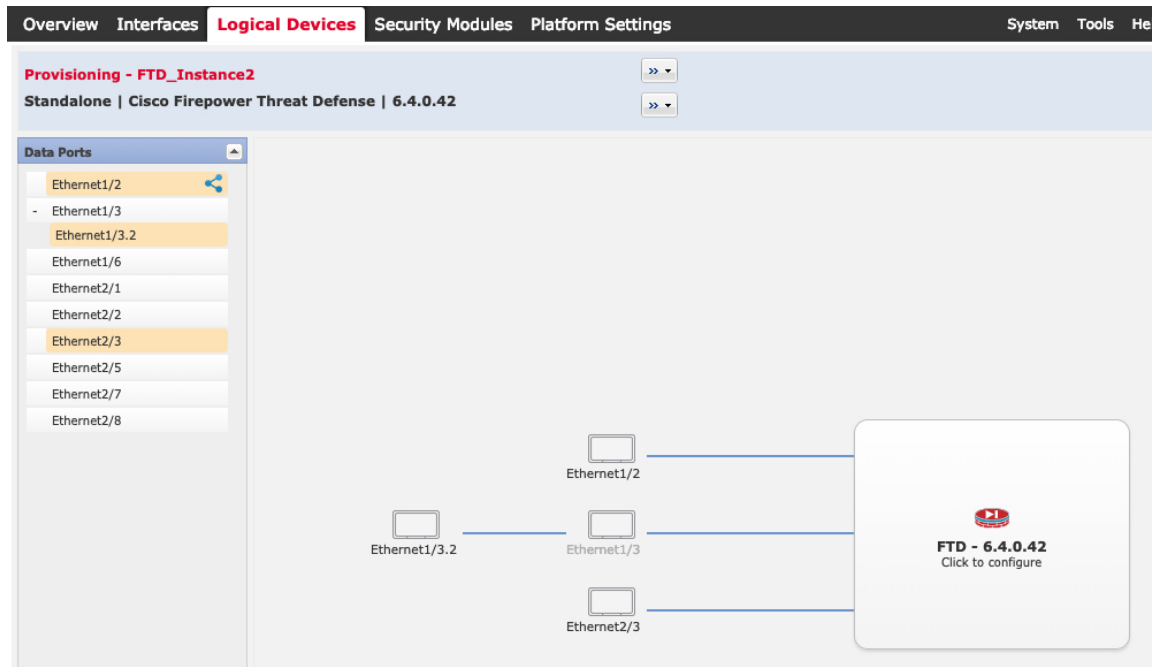 Overview Interfaces Logical Devices Security Modules Platform Settings System Tools He
Provisioning - FTD_Instance2
Standalone | Cisco Firepower Threat Defense | 6.4.0.42
Data Ports
Ethernet1/2
- Ethernet1/3
Ethernet1/3.2
Ethernet1/6
Ethernet2/1
Ethernet2/2
Ethernet2/3
Ethernet2/5
Ethernet2/7
Ethernet2/8
Ethernet1/2
Ethernet1/3.2
Ethernet1/3
Ethernet2/3
FTD - 6.4.0.42
Click to configure